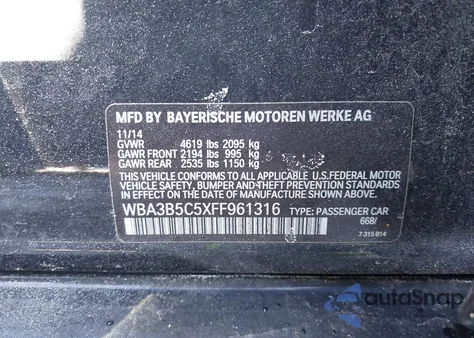 MFD BY BAYERISCHE MOTOREN WERKE AG
11/14
GVWR 4619 lbs 2095 kg
GAWR FRONT 2194 lbs 995 kg
GAWR REAR 2535 lbs 1150 kg
THIS VEHICLE CONFORMS TO ALL APPLICABLE U.S.FEDERAL MOTOR
VEHICLE SAFETY, BUMPER AND THEFT PREVENTION STANDARDS
IN EFFECT ON THE DATE OF MANUFACTURE
SHOWN ABOVE.
WBA3B5C5XFF961316 TYPE: PASSENGER CAR
668/
7 315 814
autoSnap